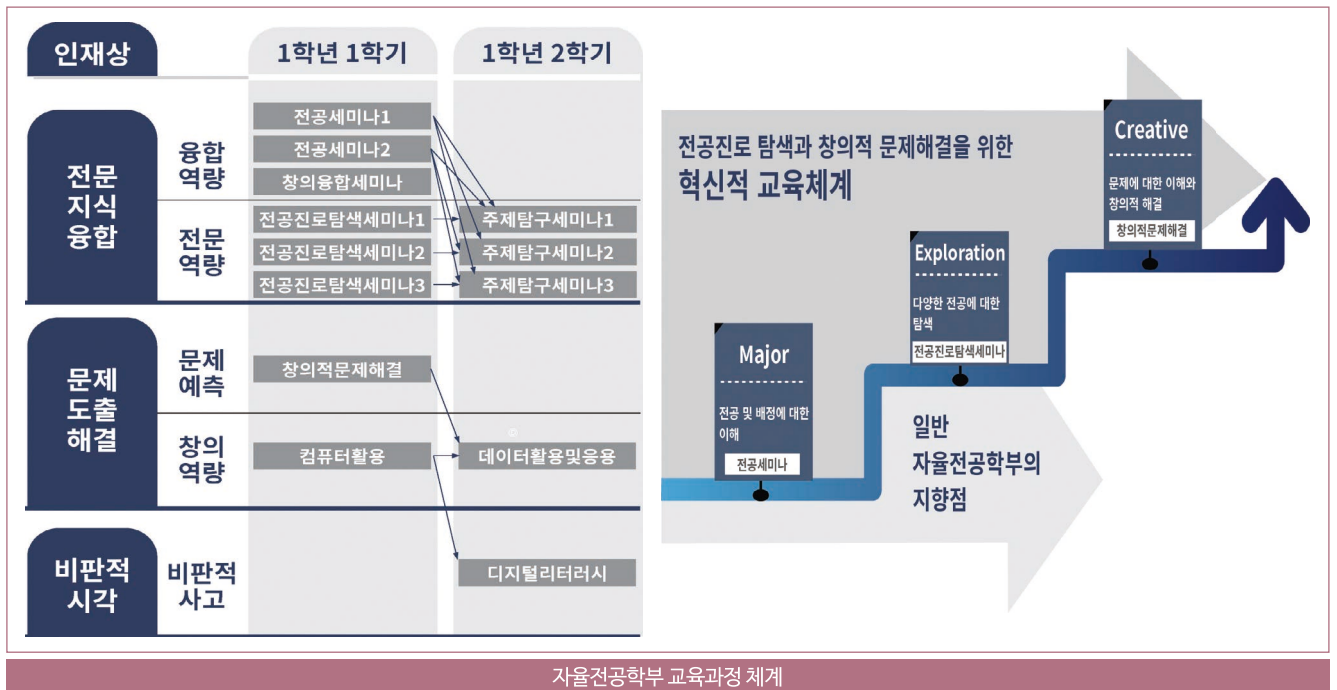 인재상
1학년 1학기
1학년 2학기
전문
지식
융합
융합
역량
전공세미나1
전공세미나2
창의융합세미나
전문
역량
전공진로탐색세미나1
주제탐구세미나1
전공진로탐색세미나2
주제탐구세미나2
전공진로탐색세미나3
주제탐구세미나3
문제
도출
해결
문제
예측
창의적문제해결
창의
역량
컴퓨터활용
데이터활용및응용
비판적
시각
비판적
사고
디지털리터러시
전공진로 탐색과 창의적 문제해결을 위한
혁신적 교육체계
Major
전공 및 배정에 대한
이해
전공세미나
Exploration
다양한 전공에 대한
탐색
전공진로탐색세미나
Creative
문제에 대한 이해와
창의적 해결
창의적문제해결
일반
자율전공학부의
지향점
자율전공학부 교육과정 체계